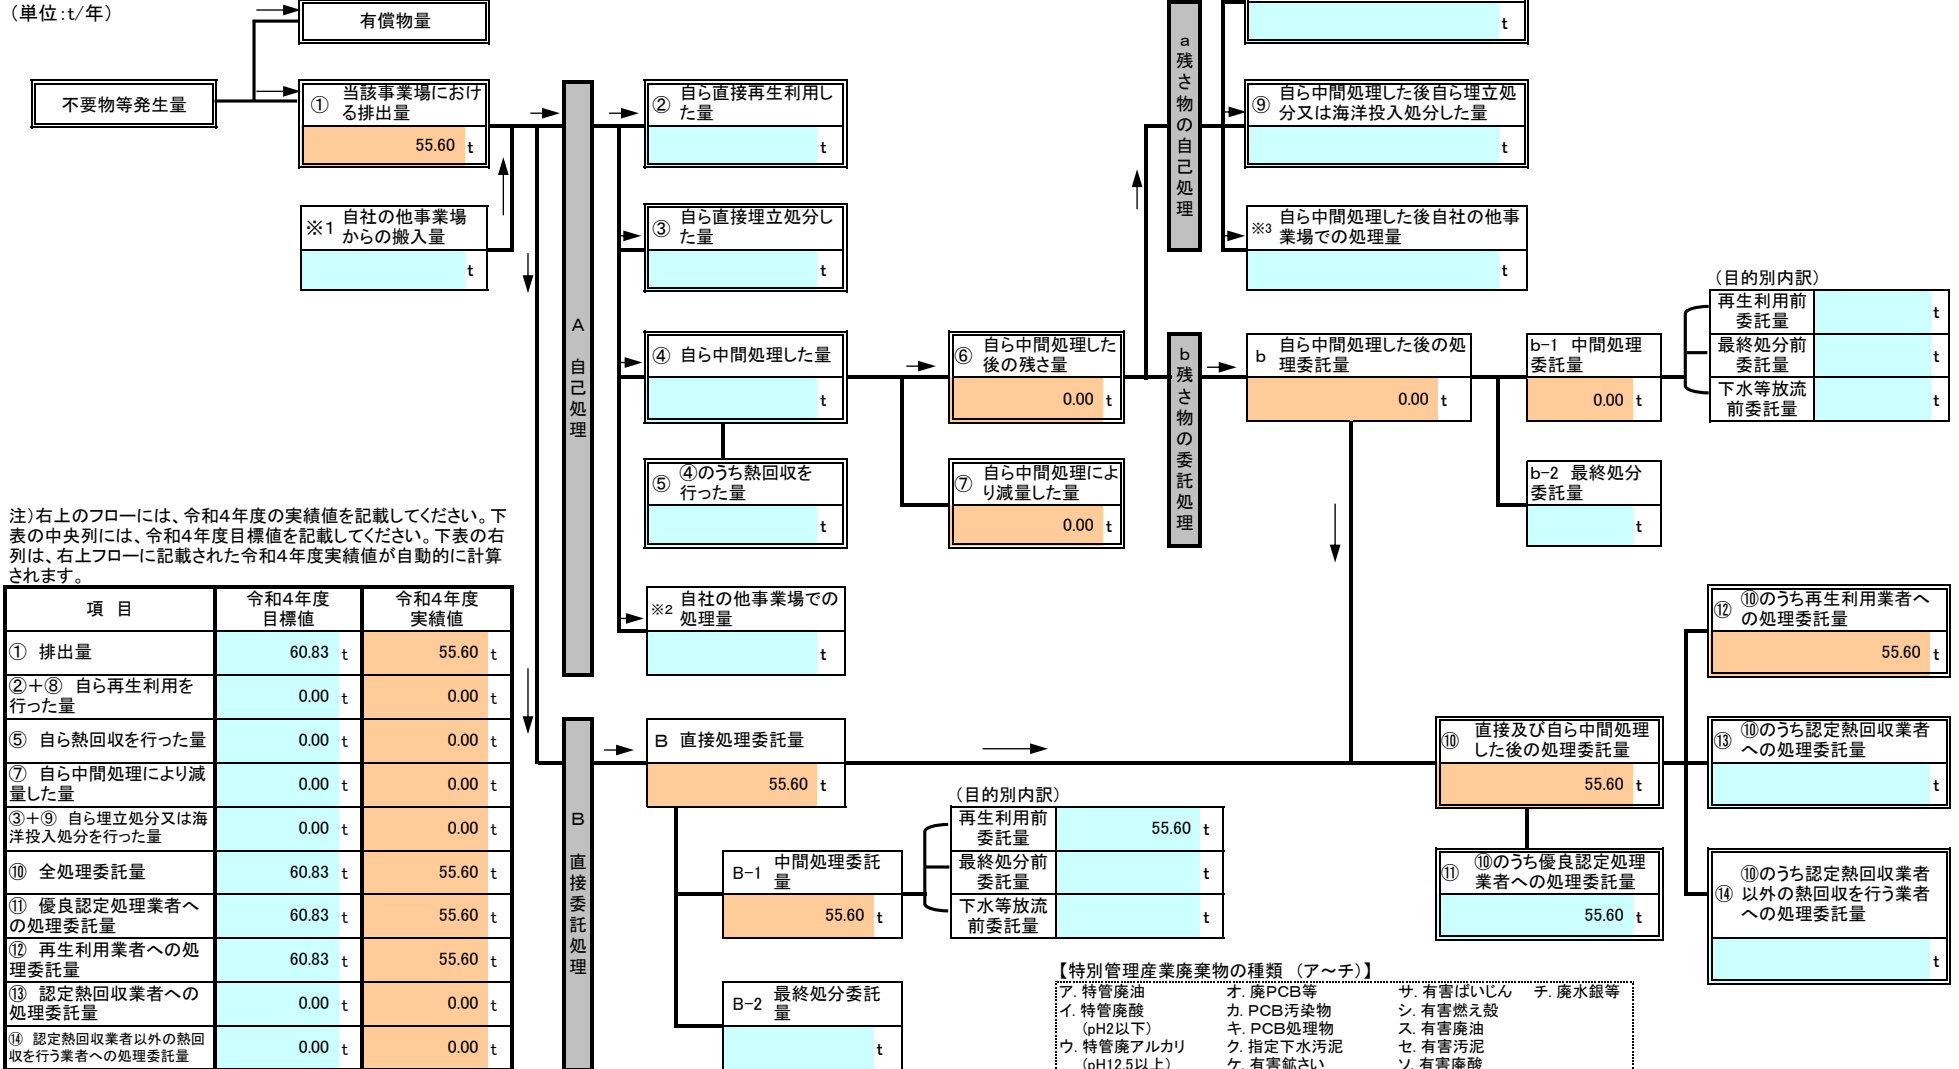 （単位：t/年）
有償物量
不要物等発生量
① 当該事業場におけ
る排出量
55.60 t
※1 自社の他事業場
からの搬入量
t
A 自己処理
② 自ら直接再生利用し
た量
t
③ 自ら直接埋立処分し
た量
t
④ 自ら中間処理した量
t
⑤ ④のうち熱回収を
行った量
t
※2 自社の他事業場での
処理量
t
⑥ 自ら中間処理した
後の残さ量
0.00 t
⑦ 自ら中間処理によ
り減量した量
0.00 t
a 残さ物の自己処理
t
⑨ 自ら中間処理した後自ら埋立処
分又は海洋投入処分した量
t
※3 自ら中間処理した後自社の他事
業場での処理量
t
b 残さ物の委託処理
b 自ら中間処理した後の処
理委託量
0.00 t
b-1 中間処理
委託量
0.00 t
b-2 最終処分
委託量
t
（目的別内訳）
再生利用前
委託量
t
最終処分前
委託量
t
下水等放流
前委託量
t
注）右上のフローには、令和４年度の実績値を記載してください。下
表の中央列には、令和４年度目標値を記載してください。下表の右
列は、右上フローに記載された令和４年度実績値が自動的に計算
されます。
項 目 令和４年度 目標値 令和４年度 実績値
① 排出量 60.83 t 55.60 t
②＋⑧ 自ら再生利用を
行った量 0.00 t 0.00 t
⑤ 自ら熱回収を行った量 0.00 t 0.00 t
⑦ 自ら中間処理により減
量した量 0.00 t 0.00 t
③＋⑨ 自ら埋立処分又は海
洋投入処分を行った量 0.00 t 0.00 t
⑩ 全処理委託量 60.83 t 55.60 t
⑪ 優良認定処理業者へ
の処理委託量 60.83 t 55.60 t
⑫ 再生利用業者への処
理委託量 60.83 t 55.60 t
⑬ 認定熱回収業者への
処理委託量 0.00 t 0.00 t
⑭ 認定熱回収業者以外の熱回
収を行う業者への処理委託量 0.00 t 0.00 t
B 直接委託処理
B 直接処理委託量
55.60 t
B-1 中間処理委託
量
55.60 t
B-2 最終処分委託
量
t
（目的別内訳）
再生利用前
委託量
55.60 t
最終処分前
委託量
t
下水等放流
前委託量
t
⑩ 直接及び自ら中間処理
した後の処理委託量
55.60 t
⑪ ⑩のうち優良認定処理
業者への処理委託量
55.60 t
⑫ ⑩のうち再生利用業者へ
の処理委託量
55.60 t
⑬ ⑩のうち認定熱回収業者
への処理委託量
t
⑭ ⑩のうち認定熱回収業者
以外の熱回収を行う業者
への処理委託量
t
【特別管理産業廃棄物の種類 （ア～チ）】
ア．特管廃油 オ．廃PCB等 サ．有害ばいじん チ．廃水銀等
イ．特管廃酸 カ．PCB汚染物 シ．有害燃え殻
（pH2以下） キ．PCB処理物 ス．有害廃油
ウ．特管廃アルカリ ク．指定下水汚泥 セ．有害汚泥
（pH12.5以上） ケ．有害鉱さい ソ．有害廃酸